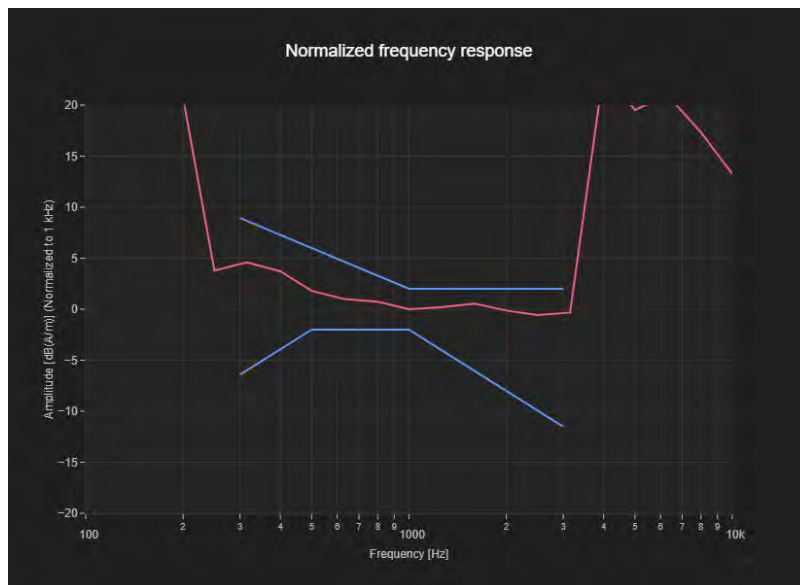 Normalized frequency response
Amplitude [dB(A/m)] (Normalized to 1 kHz)
20
15
10
5
0
−5
−10
−15
−20
100 2 3 4 5 6 7 8 9 1000 2 3 4 5 6 7 8 9 10k
Frequency [Hz]